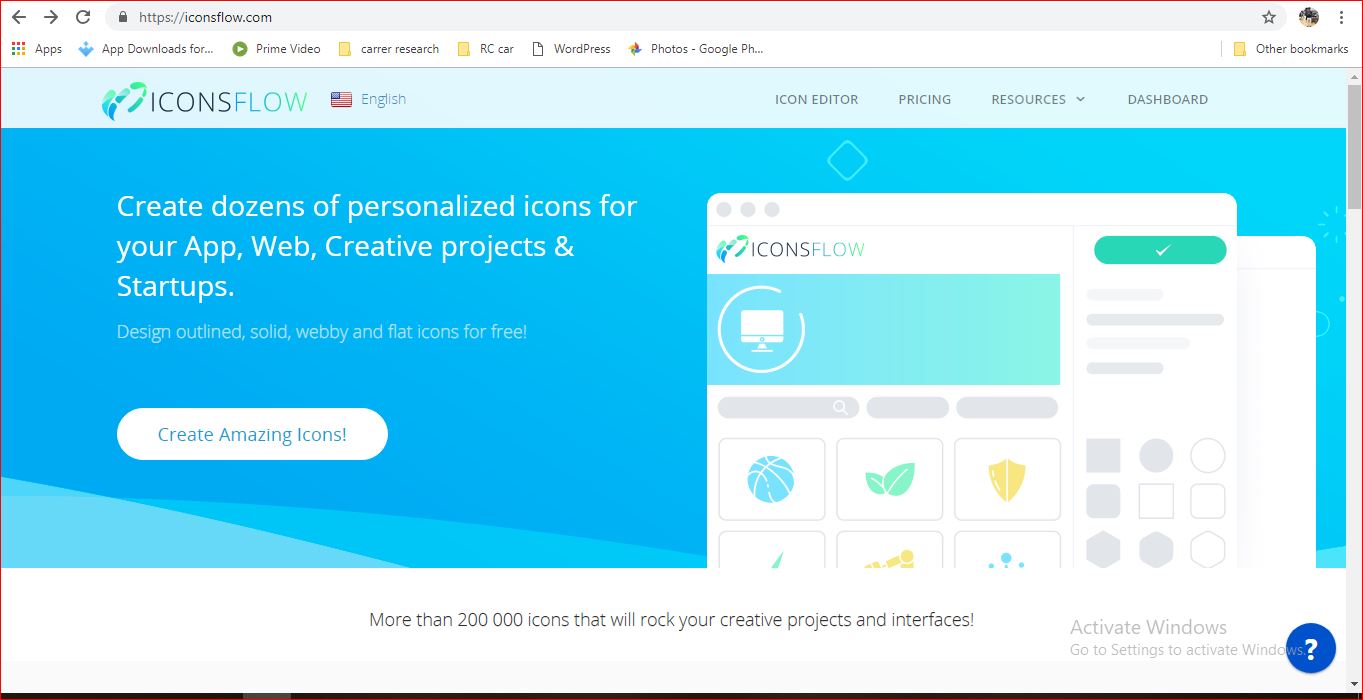 https://iconsflow.com
Apps App Downloads for... Prime Video carrer research RC car WordPress Photos - Google Ph... Other bookmarks
ICONSFLOW English ICON EDITOR PRICING RESOURCES DASHBOARD
Create dozens of personalized icons for
your App, Web, Creative projects &
Startups.
Design outlined, solid, webby and flat icons for free!
Create Amazing Icons!
ICONSFLOW
More than 200 000 icons that will rock your creative projects and interfaces!
Activate Windows
Go to Settings to activate Windows.
?